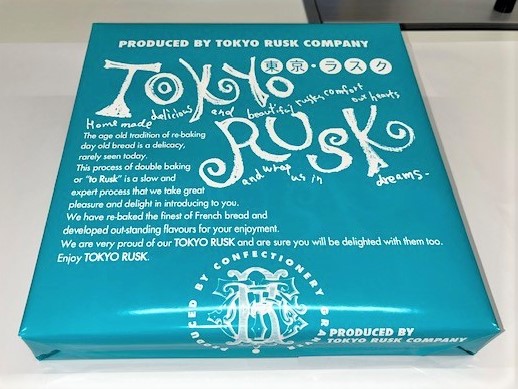 PRODUCED BY TOKYO RUSK COMPANY
TOKYO
東京・ラスク
Home made delicious and beautiful rusks comfort our hearts
RUSK
and wrap us in dreams-
The age old tradition of re-baking
day old bread is a delicacy,
rarely seen today.
This process of double baking
or "to Rusk" is a slow and
expert process that we take great
pleasure and delight in introducing to you.
We have re-baked the finest of French bread and
developed out-standing flavours for your enjoyment.
We are very proud of our TOKYO RUSK and are sure you will be delighted with them too.
Enjoy TOKYO RUSK.
PRODUCED BY CONFECTIONERY
PRODUCED BY
TOKYO RUSK COMPANY